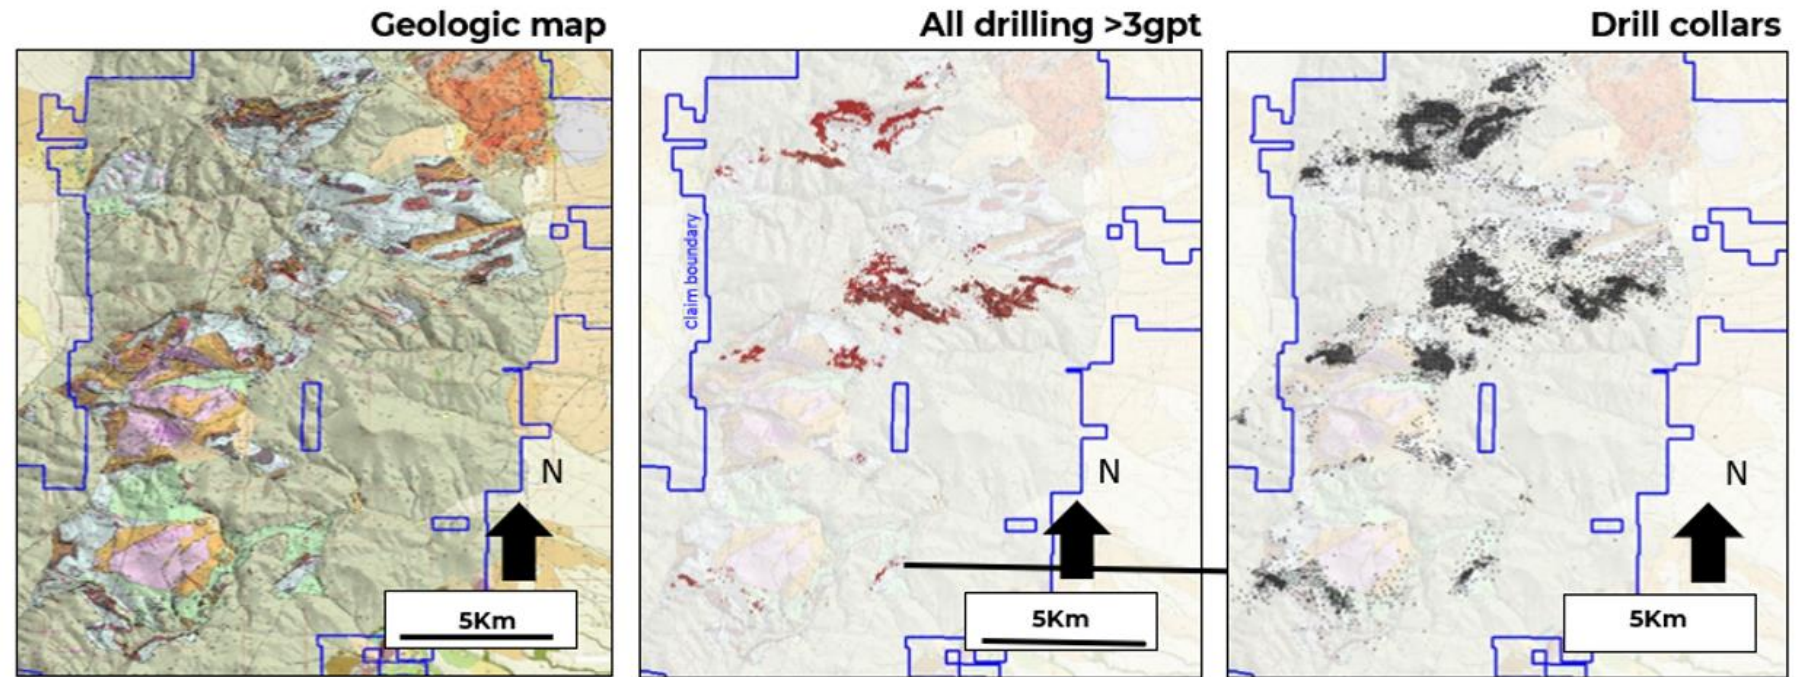 Geologic map
All drilling >3gpt
Drill collars
Claim boundary
N
N
N
5Km
5Km
5Km